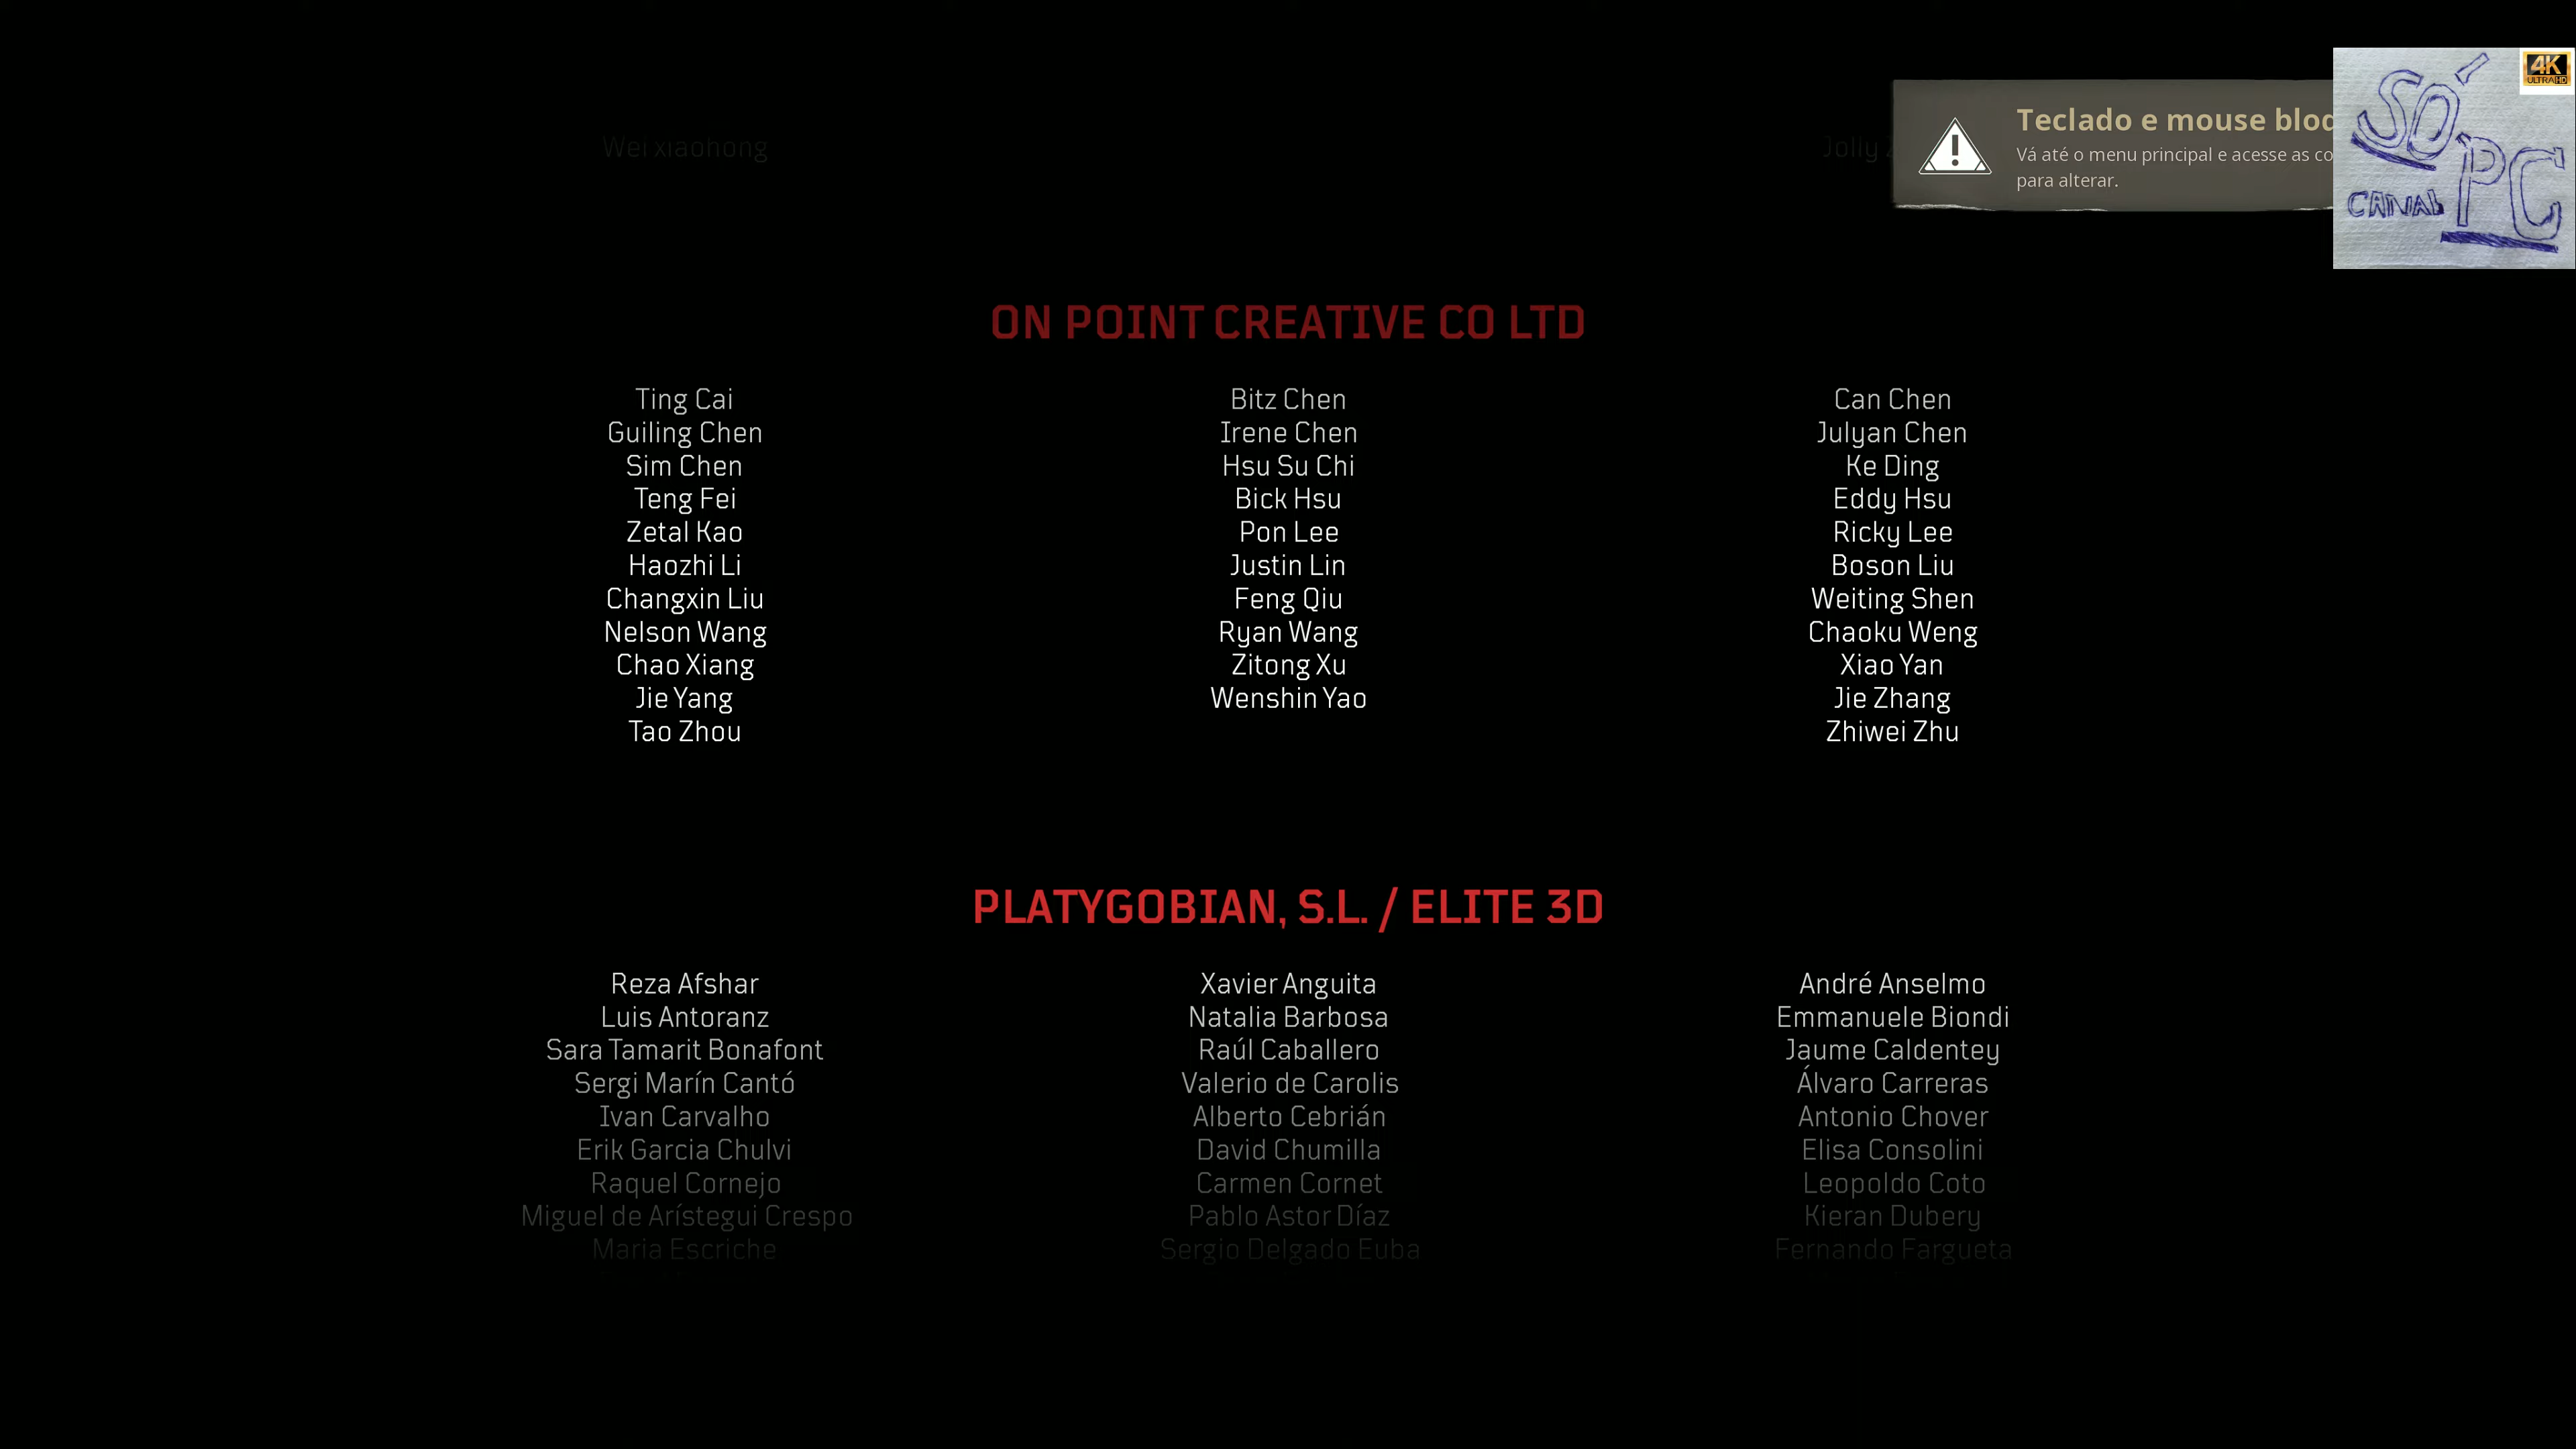 Wei xiaohong
Jolly
Teclado e mouse
Vá até o menu principal e acesse as
para alterar.
4K
ULTRA HD
SÓ
PC
CANAL
ON POINT CREATIVE CO LTD
Ting Cai Bitz Chen Can Chen
Guiling Chen Irene Chen Julyan Chen
Sim Chen Hsu Su Chi Ke Ding
Teng Fei Bick Hsu Eddy Hsu
Zetal Kao Pon Lee Ricky Lee
Haozhi Li Justin Lin Boson Liu
Changxin Liu Feng Qiu Weiting Shen
Nelson Wang Ryan Wang Chaoku Weng
Chao Xiang Zitong Xu Xiao Yan
Jie Yang Wenshin Yao Jie Zhang
Tao Zhou Zhiwei Zhu
PLATYGOBIAN, S.L. / ELITE 3D
Reza Afshar Xavier Anguita André Anselmo
Luis Antoranz Natalia Barbosa Emmanuele Biondi
Sara Tamarit Bonafont Raúl Caballero Jaume Caldentey
Sergi Marín Cantó Valerio de Carolis Álvaro Carreras
Ivan Carvalho Alberto Cebrián Antonio Chover
Erik Garcia Chulvi David Chumilla Elisa Consolini
Raquel Cornejo Carmen Cornet Leopoldo Coto
Miguel de Arístegui Crespo Pablo Astor Díaz Kieran Dubery
Maria Escriche Sergio Delgado Euba Fernando Fargueta